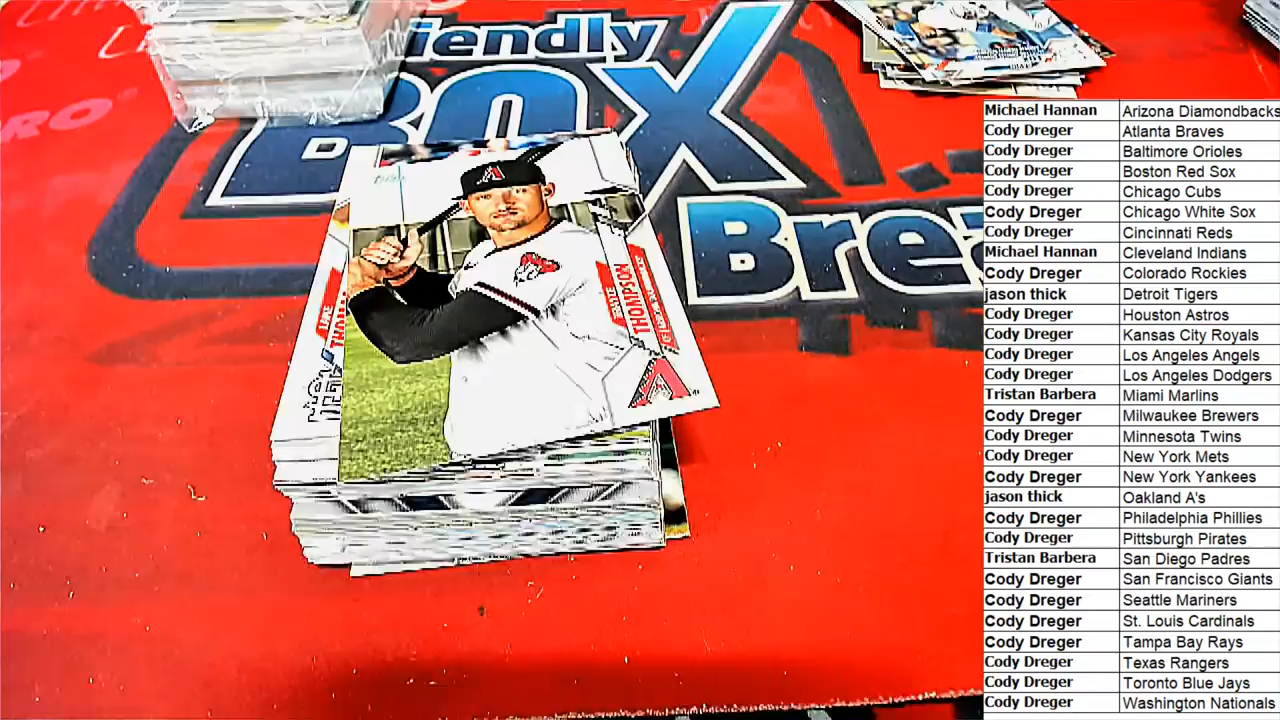 iendly
BOX
Brea
RO
THOMPSON
A
Michael Hannan Arizona Diamondbacks
Cody Dreger Atlanta Braves
Cody Dreger Baltimore Orioles
Cody Dreger Boston Red Sox
Cody Dreger Chicago Cubs
Cody Dreger Chicago White Sox
Cody Dreger Cincinnati Reds
Michael Hannan Cleveland Indians
Cody Dreger Colorado Rockies
jason thick Detroit Tigers
Cody Dreger Houston Astros
Cody Dreger Kansas City Royals
Cody Dreger Los Angeles Angels
Cody Dreger Los Angeles Dodgers
Tristan Barbera Miami Marlins
Cody Dreger Milwaukee Brewers
Cody Dreger Minnesota Twins
Cody Dreger New York Mets
Cody Dreger New York Yankees
jason thick Oakland A's
Cody Dreger Philadelphia Phillies
Cody Dreger Pittsburgh Pirates
Tristan Barbera San Diego Padres
Cody Dreger San Francisco Giants
Cody Dreger Seattle Mariners
Cody Dreger St. Louis Cardinals
Cody Dreger Tampa Bay Rays
Cody Dreger Texas Rangers
Cody Dreger Toronto Blue Jays
Cody Dreger Washington Nationals